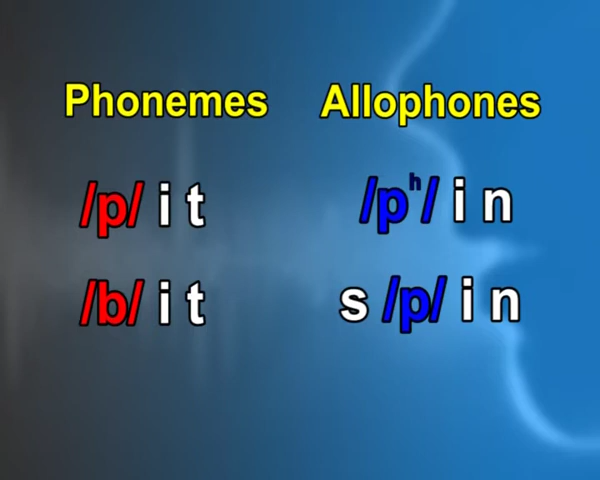 Phonemes Allophones
/p/ i t /pʰ/ i n
/b/ i t s /p/ i n